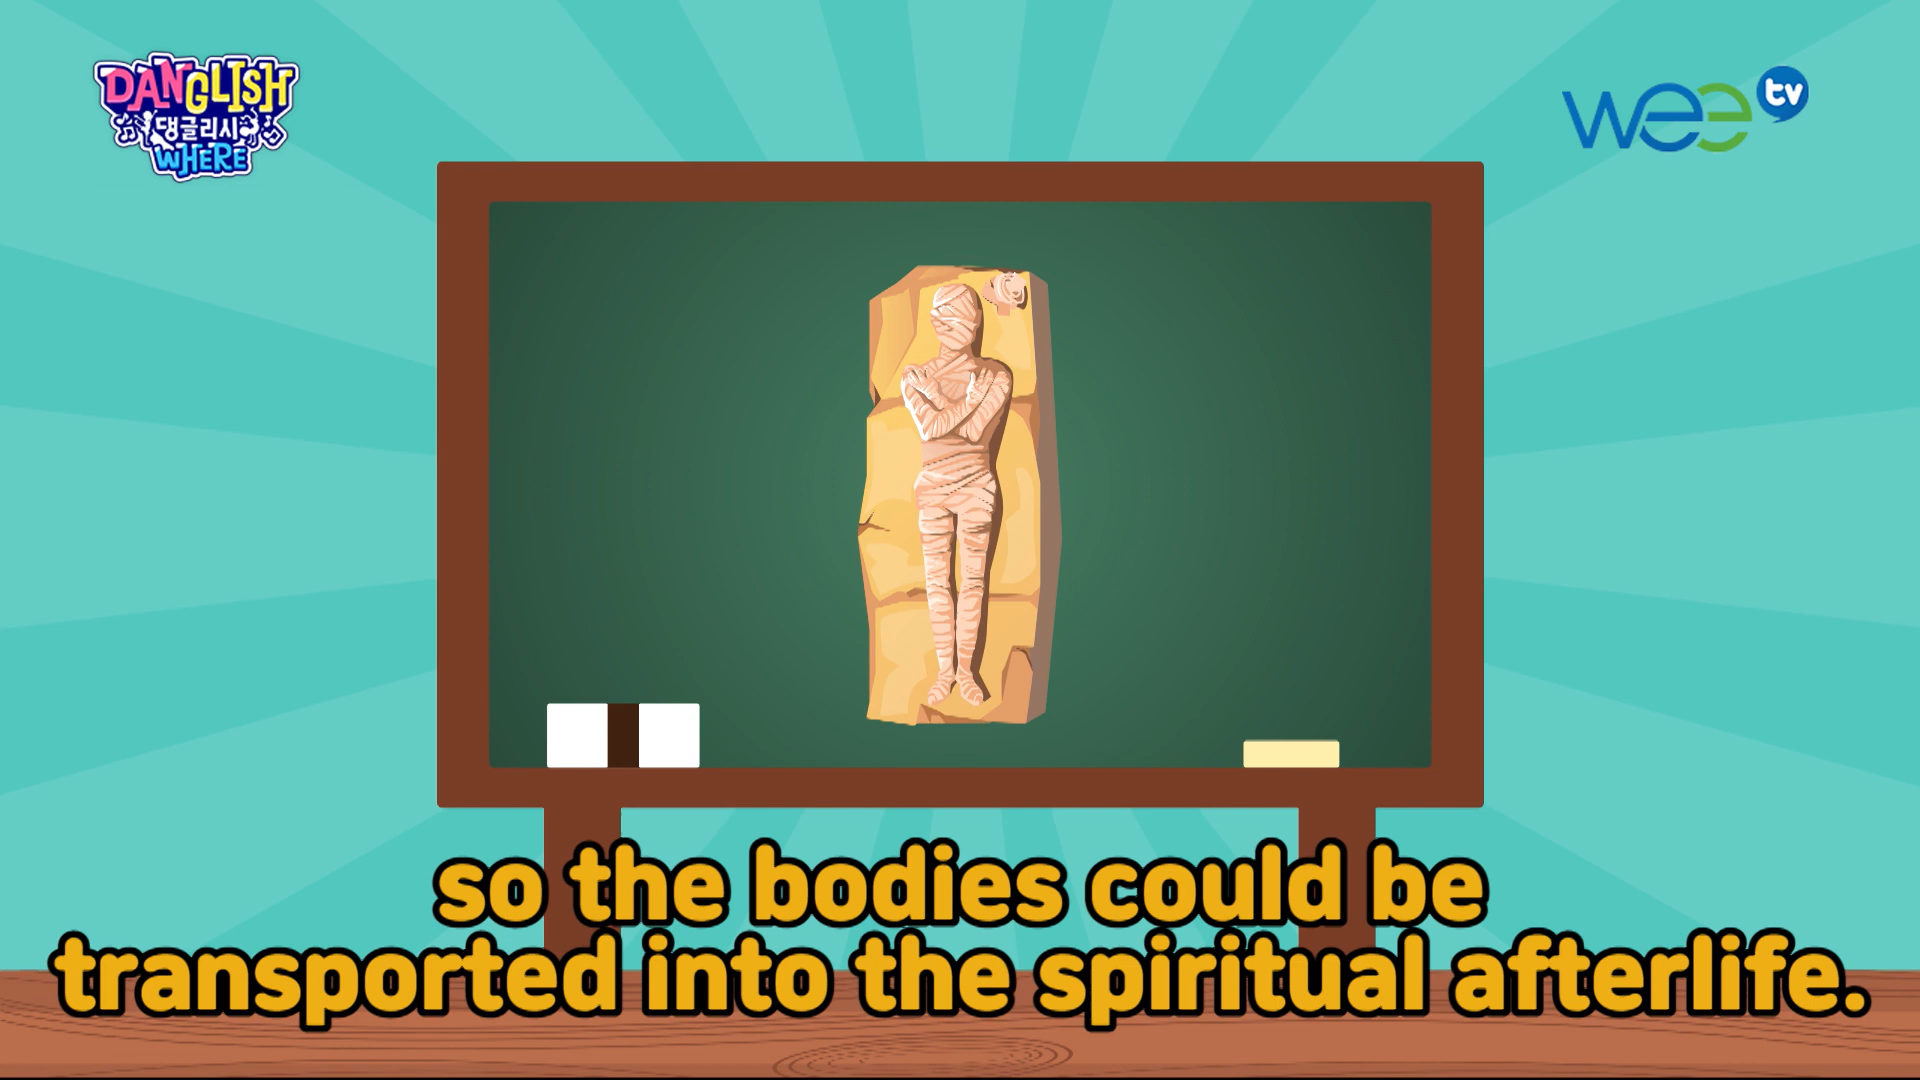 DANGLISH
댕글리시
WHERE
wee tv
so the bodies could be
transported into the spiritual afterlife.